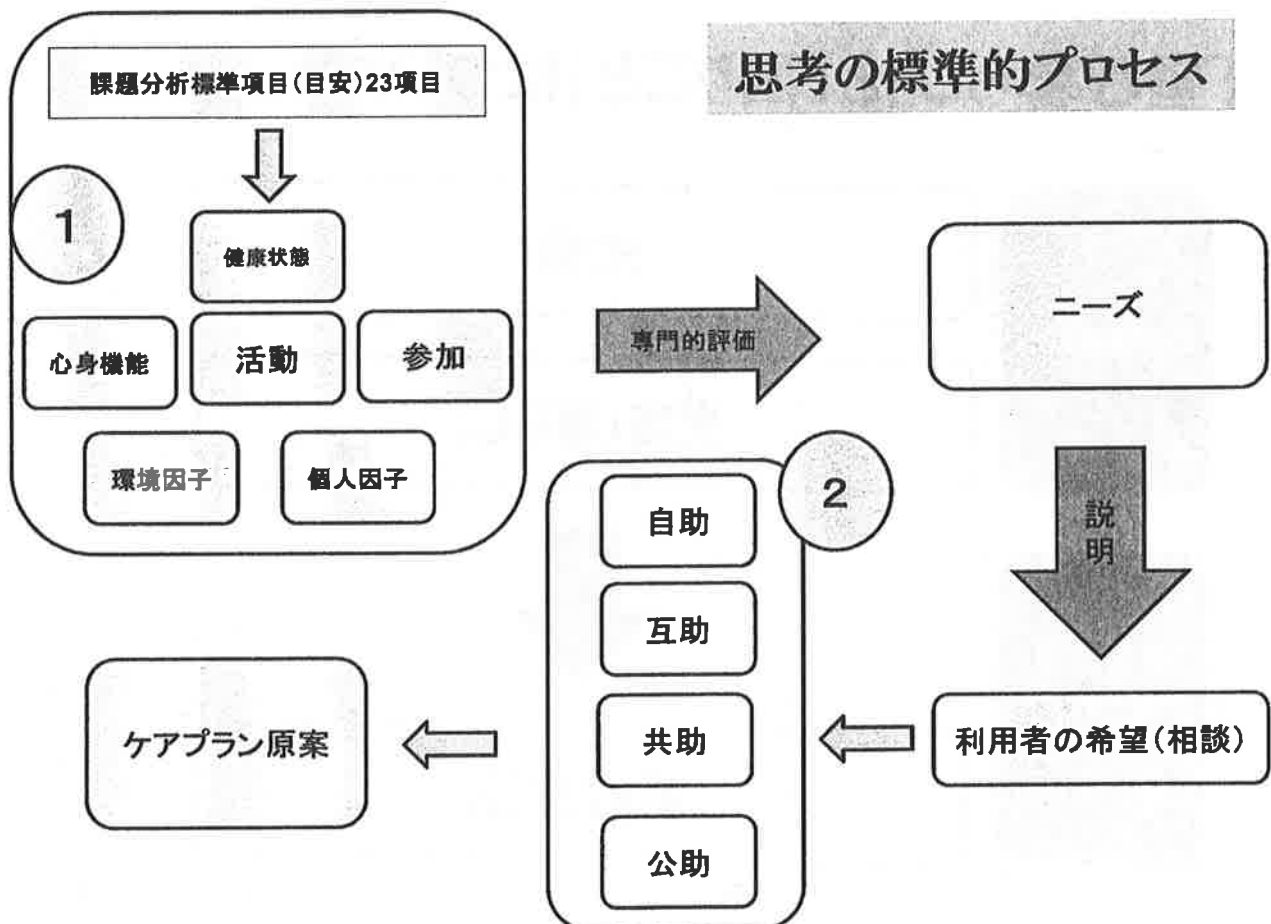 思考の標準的プロセス
課題分析標準項目(目安)23項目
1
健康状態
心身機能
活動
参加
環境因子
個人因子
専門的評価
ニーズ
説明
利用者の希望(相談)
2
自助
互助
共助
公助
ケアプラン原案